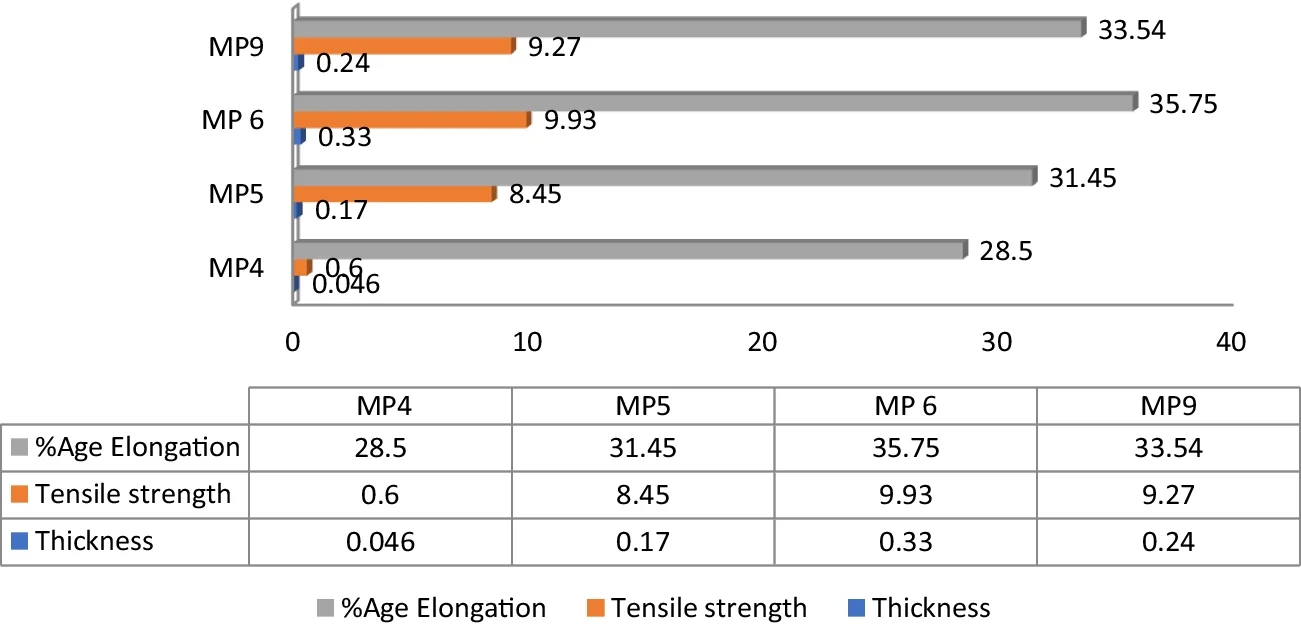 MP9 33.54
9.27
0.24
MP 6 35.75
9.93
0.33
MP5 31.45
8.45
0.17
MP4 28.5
0.6
0.046
0 10 20 30 40
MP4 MP5 MP 6 MP9
%Age Elongation 28.5 31.45 35.75 33.54
Tensile strength 0.6 8.45 9.93 9.27
Thickness 0.046 0.17 0.33 0.24
%Age Elongation Tensile strength Thickness